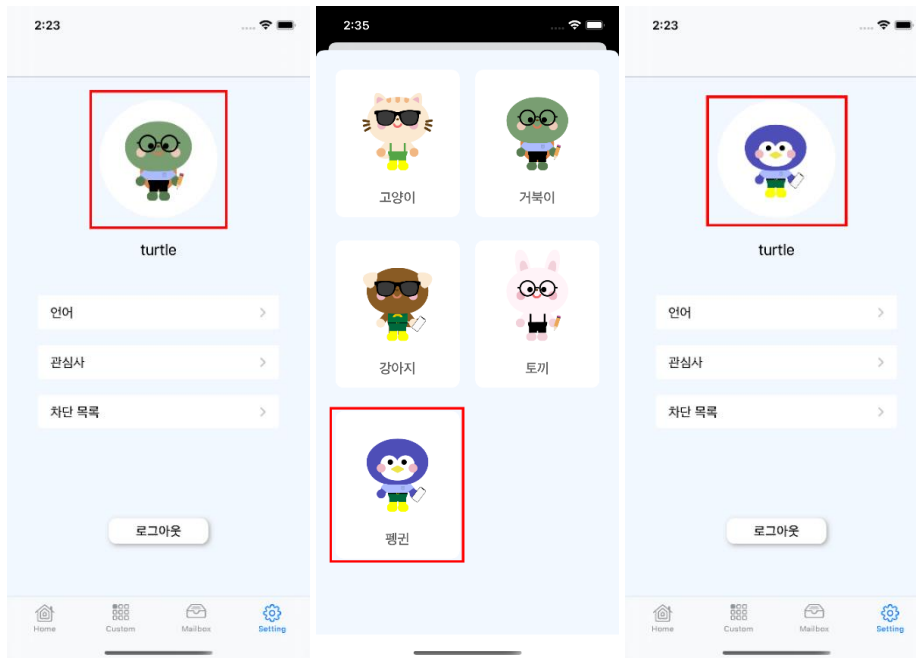 2:23
turtle
언어
관심사
차단 목록
로그아웃
Home Custom Mailbox Setting
2:35
고양이 거북이
강아지 토끼
펭귄
2:23
turtle
언어
관심사
차단 목록
로그아웃
Home Custom Mailbox Setting